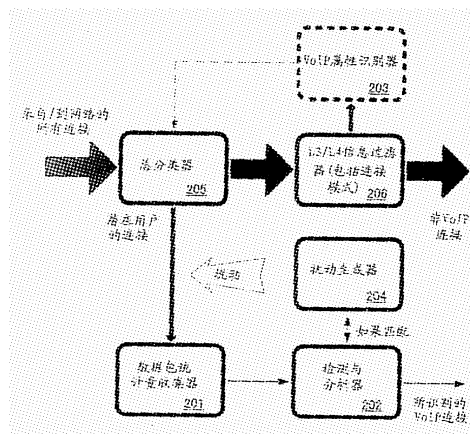 VoIP属性识别器
203
来自/到网络的
所有连接
总分类器
205
L3/L4信息过滤
器(包括连接
模式)
206
非VoIP
连接
潜在用户
的连接
扰动
扰动生成器
204
如果匹配
数据包统
计量收集器
201
检测与
分析器
202
所识别的
VoIP连接